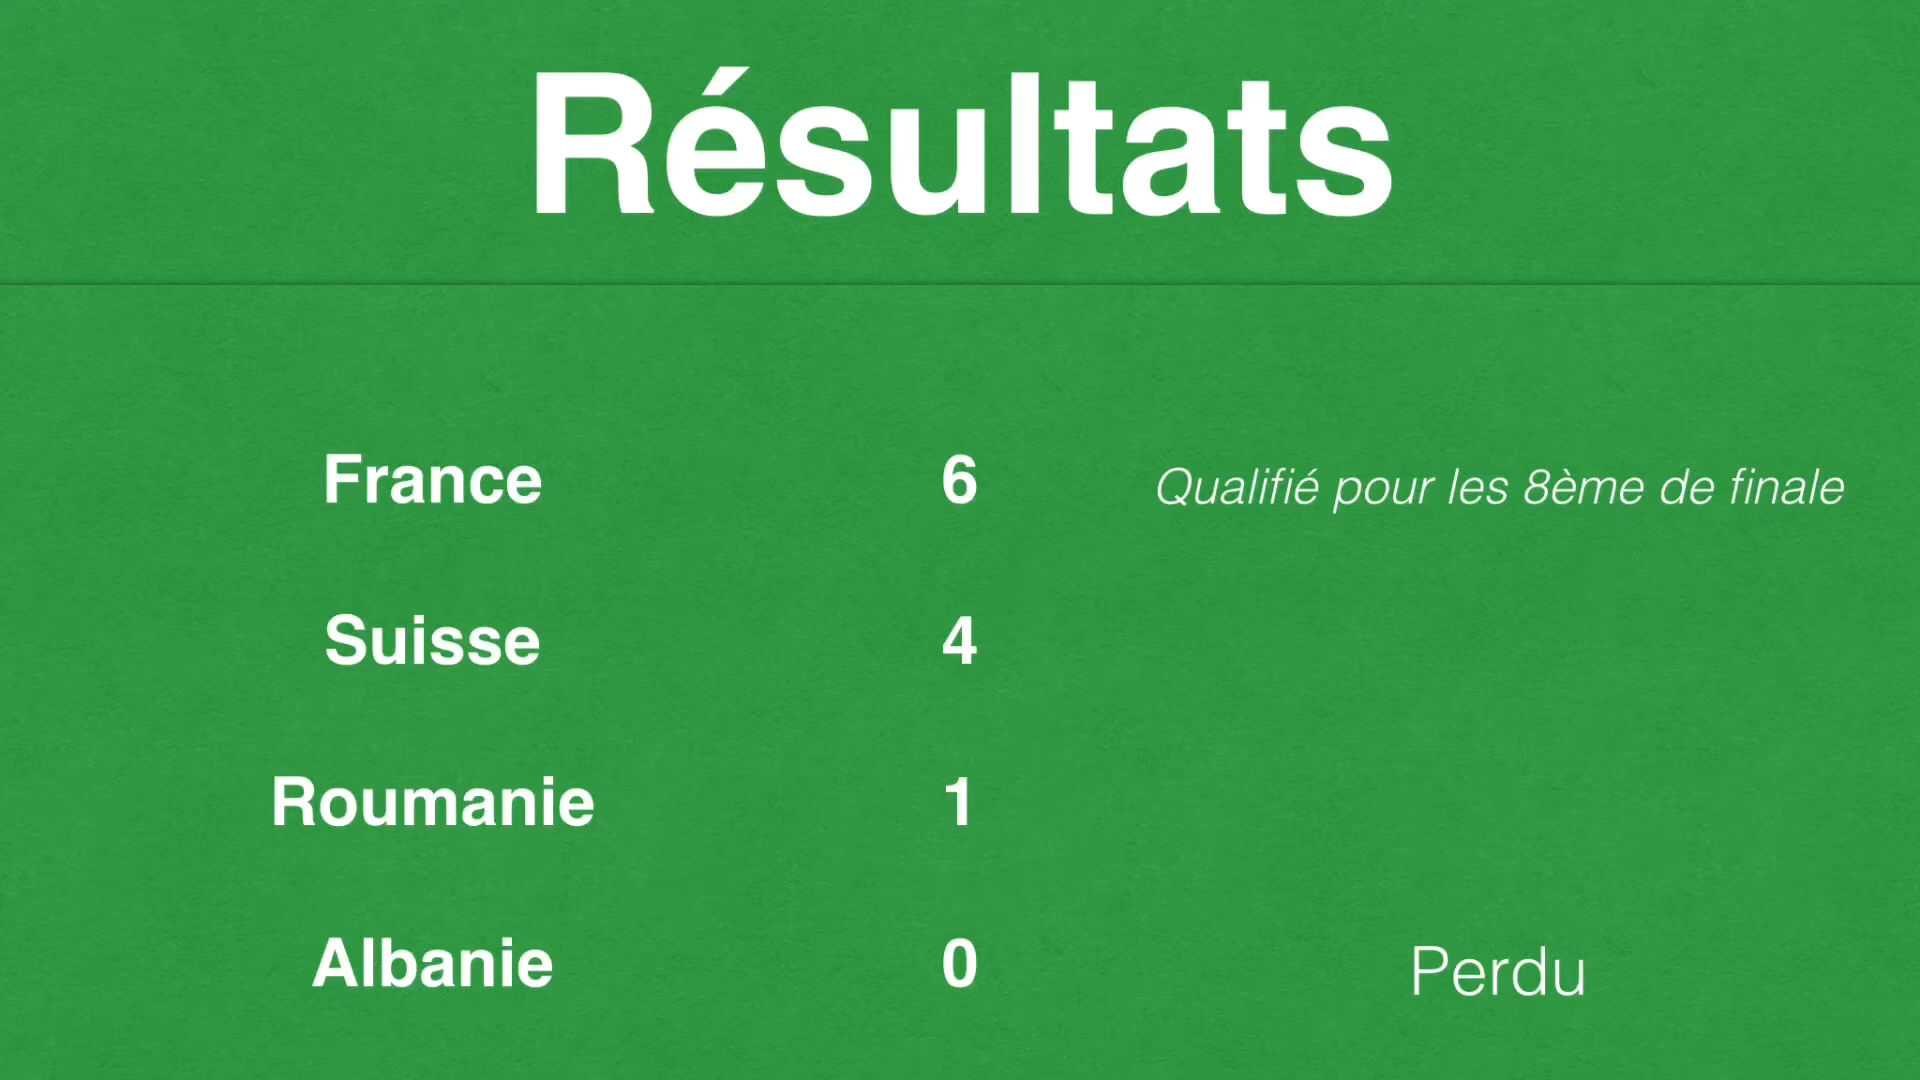 Résultats
France 6 Qualifié pour les 8ème de finale
Suisse 4
Roumanie 1
Albanie 0 Perdu